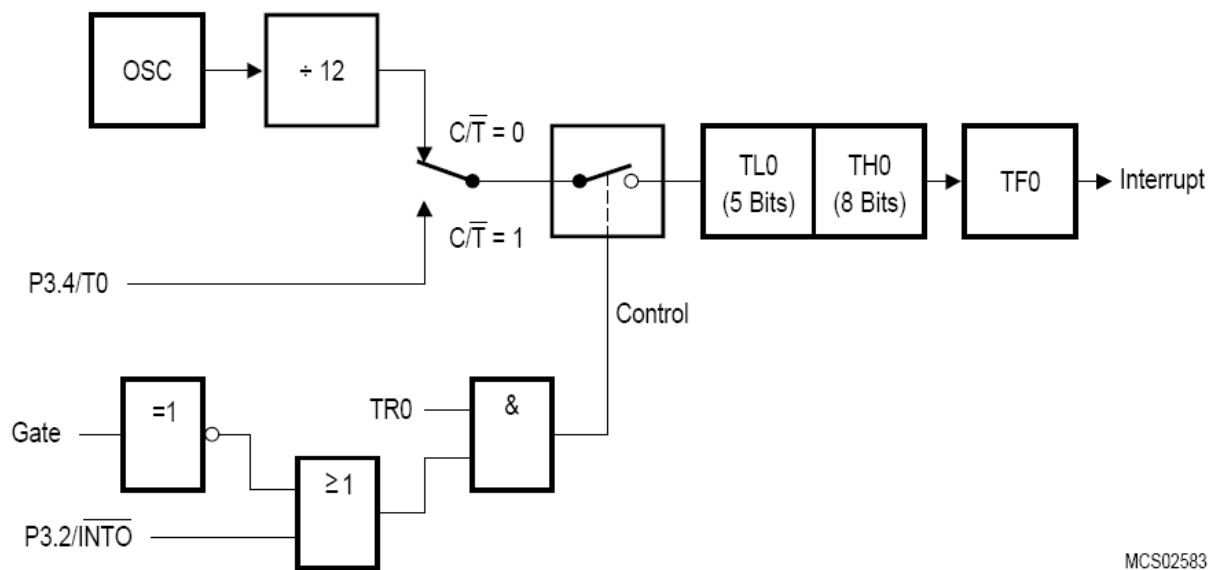 OSC
÷ 12
C/T̅ = 0
TL0
(5 Bits)
TH0
(8 Bits)
TF0
Interrupt
C/T̅ = 1
P3.4/T0
Control
=1
TR0
&
Gate
≥1
P3.2/I̅N̅T̅O̅
MCS02583